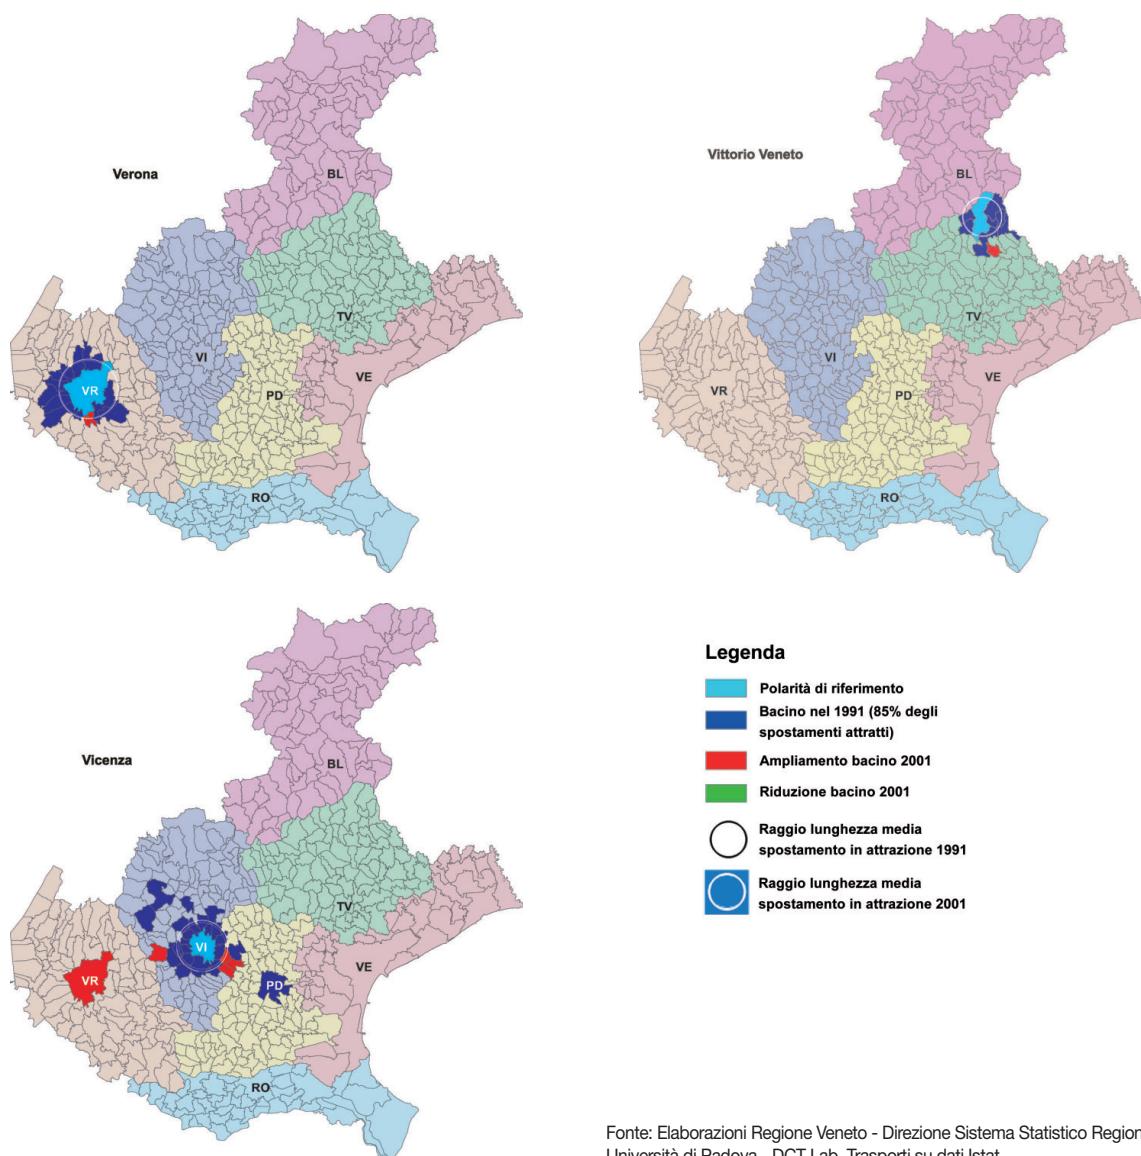 Verona
BL
TV
VI
VR
PD
VE
RO
Vittorio Veneto
BL
TV
VI
VR
PD
VE
RO
Vicenza
BL
TV
VI
VR
PD
VE
RO
Legenda
Polarità di riferimento
Bacino nel 1991 (85% degli
spostamenti attratti)
Ampliamento bacino 2001
Riduzione bacino 2001
Raggio lunghezza media
spostamento in attrazione 1991
Raggio lunghezza media
spostamento in attrazione 2001
Fonte: Elaborazioni Regione Veneto - Direzione Sistema Statistico Region
Università di Padova - DCT Lab. Trasporti su dati Istat